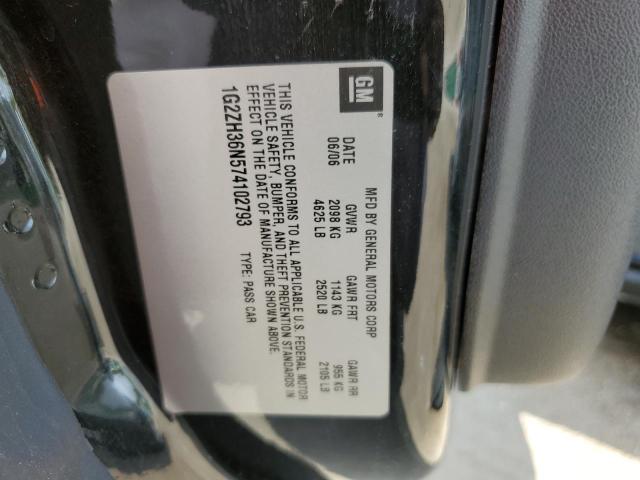 GM®
MFD BY GENERAL MOTORS CORP
DATE GVWR GAWR FRT GAWR RR
06/06 2098 KG 1143 KG 955 KG
4625 LB 2520 LB 2105 LB
THIS VEHICLE CONFORMS TO ALL APPLICABLE U.S. FEDERAL MOTOR
VEHICLE SAFETY, BUMPER, AND THEFT PREVENTION STANDARDS IN
EFFECT ON THE DATE OF MANUFACTURE SHOWN ABOVE.
1G2ZH36N574102793 TYPE: PASS CAR